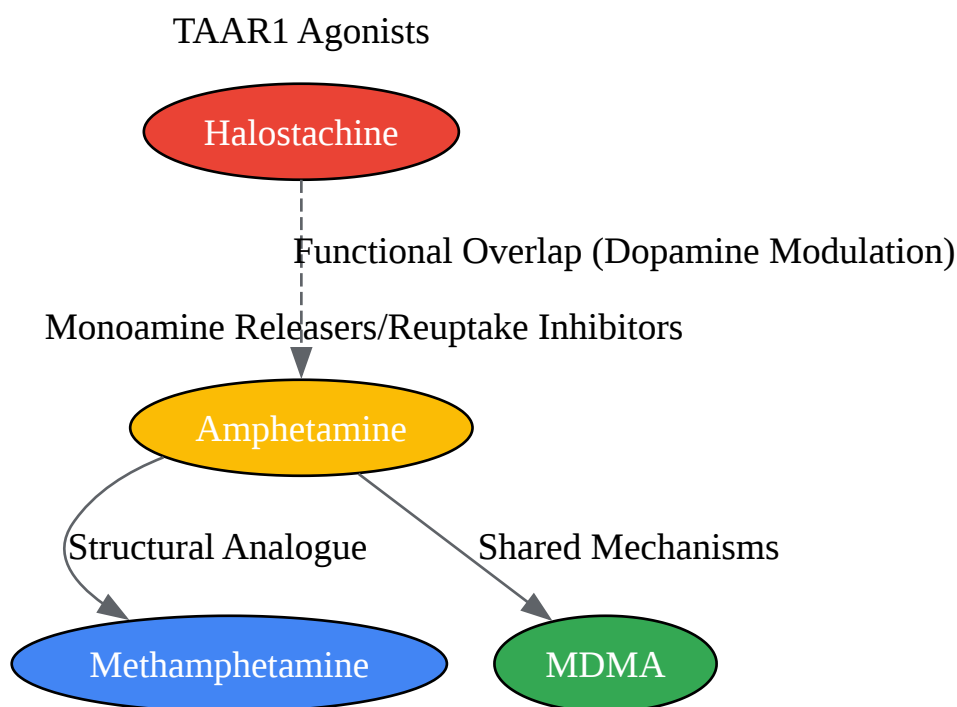 TAAR1 Agonists
Halostachine
Functional Overlap (Dopamine Modulation)
Monoamine Releasers/Reuptake Inhibitors
Amphetamine
Structural Analogue
Shared Mechanisms
Methamphetamine
MDMA